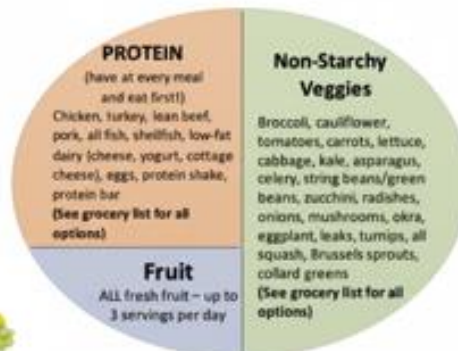 PROTEIN
(have at every meal
and eat first!)
Chicken, turkey, lean beef,
pork, all fish, shellfish, low-fat
dairy (cheese, yogurt, cottage
cheese), eggs, protein shake,
protein bar
(See grocery list for all
options)
Fruit
ALL fresh fruit – up to
3 servings per day
Non-Starchy
Veggies
Broccoli, cauliflower,
tomatoes, carrots, lettuce,
cabbage, kale, asparagus,
celery, string beans/green
beans, zucchini, radishes,
onions, mushrooms, okra,
eggplant, leaks, turnips, all
squash, Brussels sprouts,
collard greens
(See grocery list for all
options)